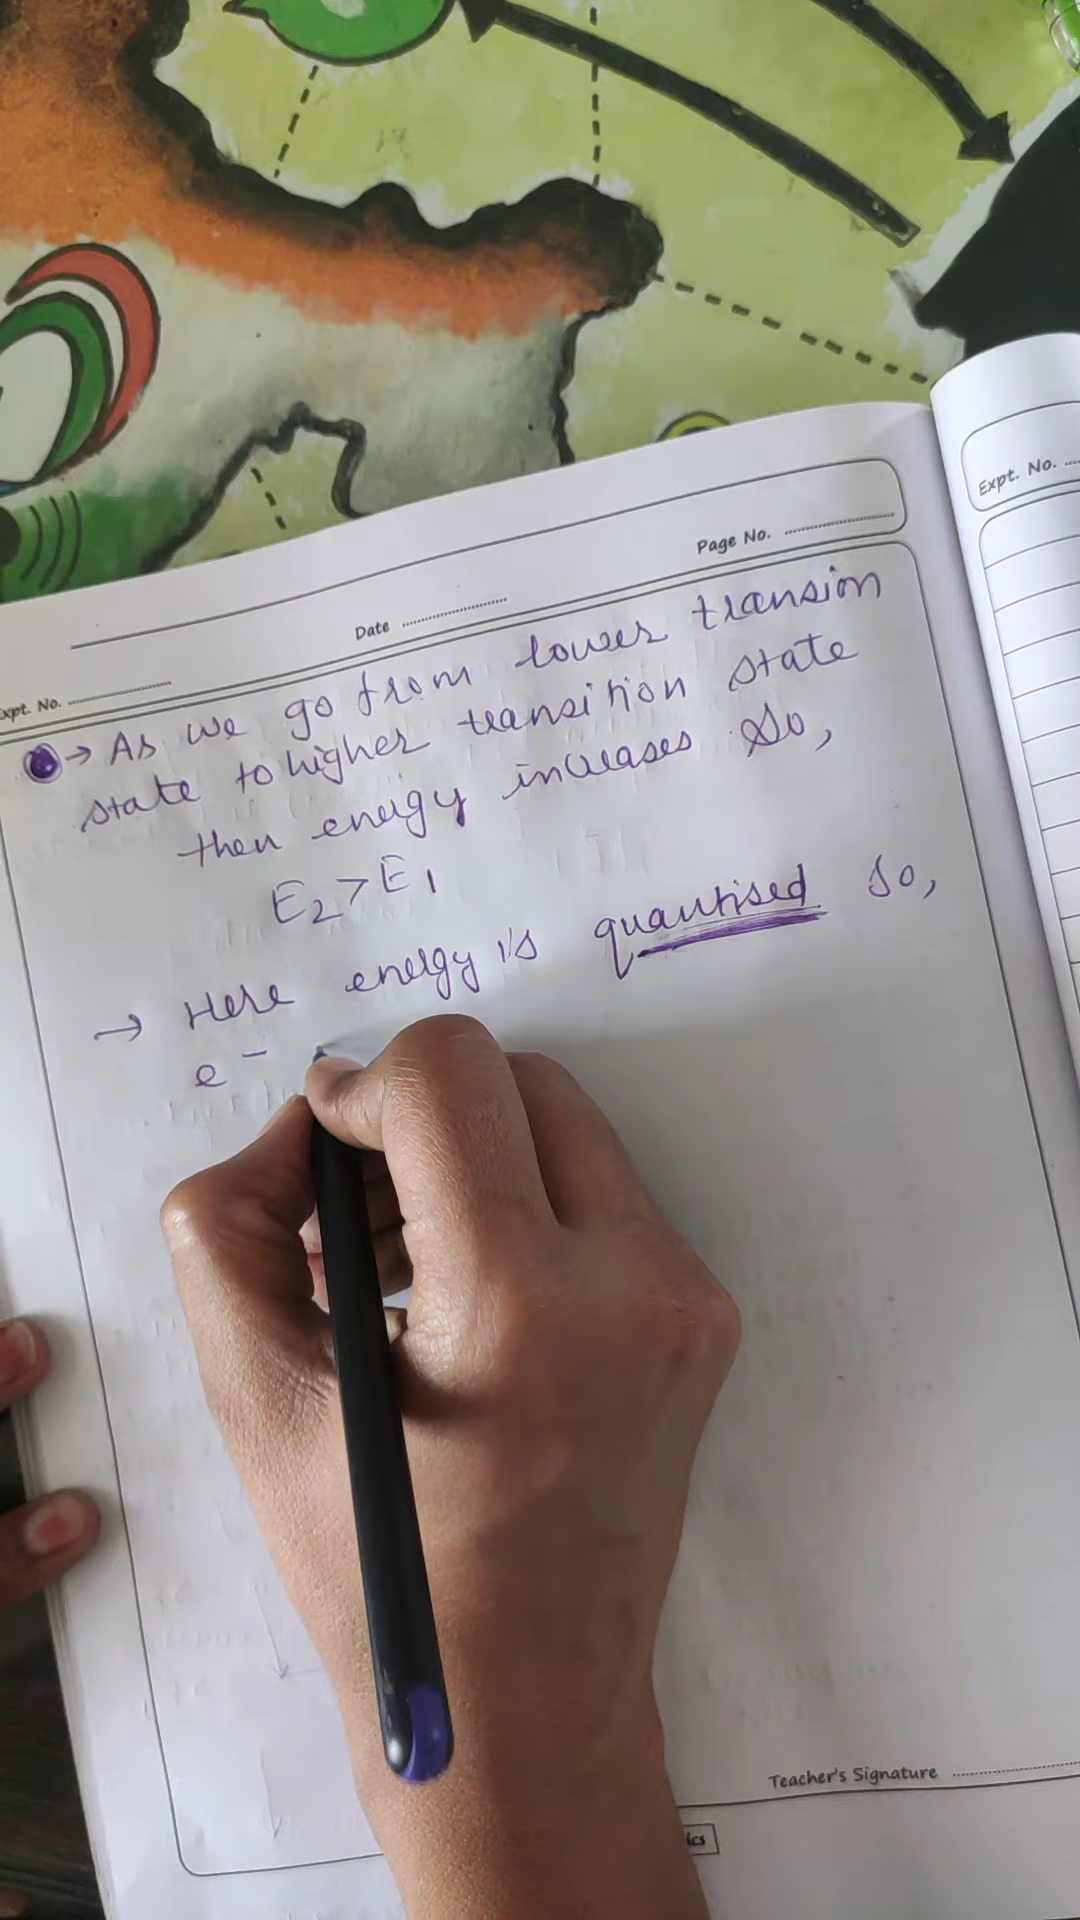 Expt. No.
Page No.
Date
Expt. No.
→ As we go from lower transion
state to higher transition state
then energy increases So,
E2 > E1
→ Here energy is quantised So,
e⁻
Teacher's Signature
ics